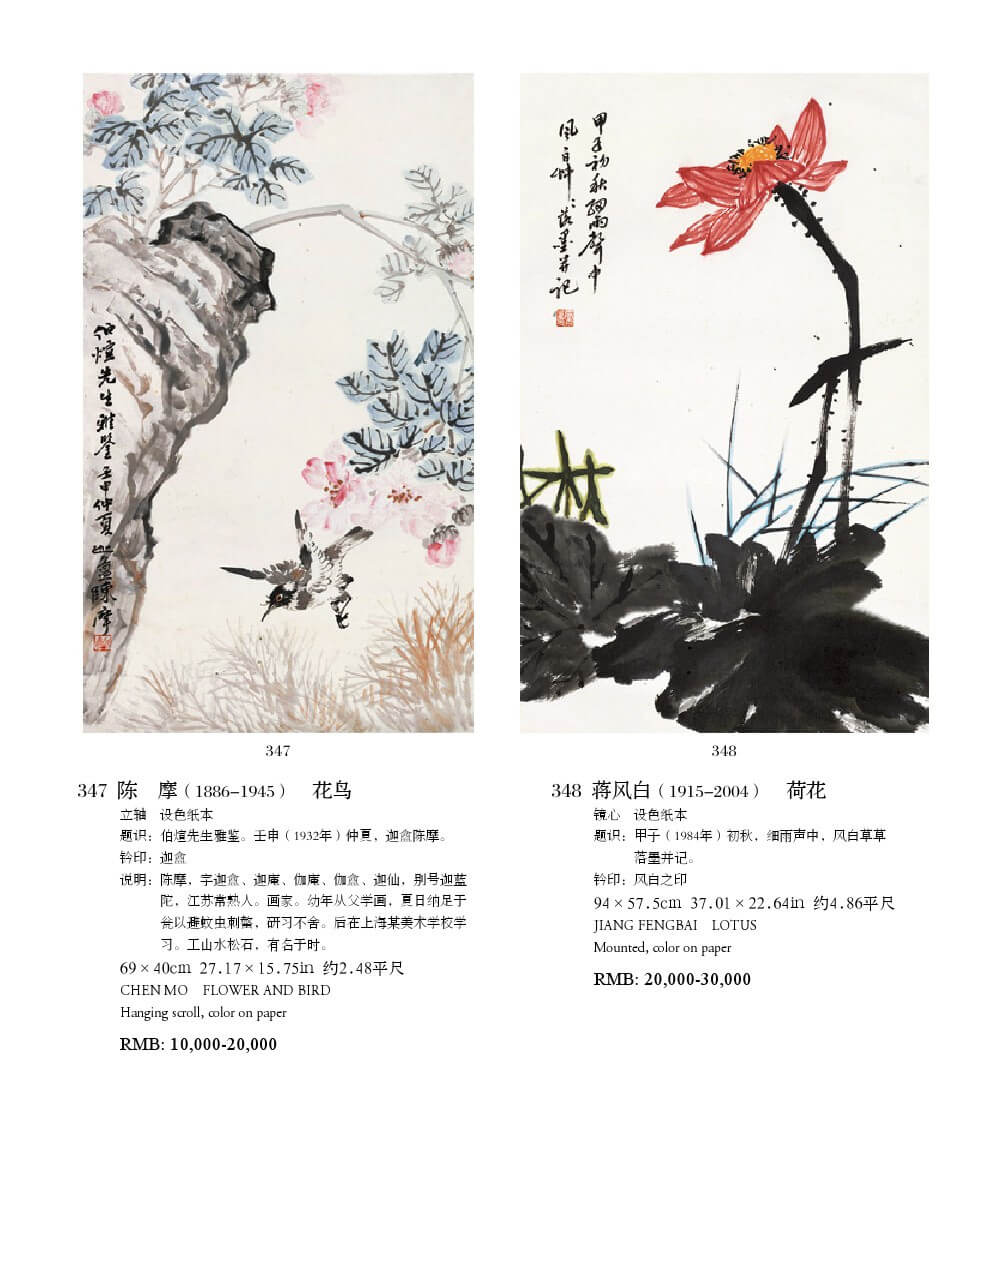 伯煊先生雅鑒壬申仲夏迦盦陳摩
甲子初秋細雨聲中
風白艸艸落墨并記
347
348
347 陈　摩（1886–1945）　花鸟
立轴　设色纸本
题识：伯煊先生雅鉴。壬申（1932年）仲夏，迦盦陈摩。
钤印：迦盦
说明：陈摩，字迦盦、迦庵、伽庵、伽盦、迦仙，别号迦蓝
陀，江苏常熟人。画家。幼年从父学画，夏日纳足于
瓮以避蚊虫刺螫，研习不舍。后在上海某美术学校学
习。工山水松石，有名于时。
69×40cm 27.17×15.75in 约2.48平尺
CHEN MO　FLOWER AND BIRD
Hanging scroll, color on paper
RMB: 10,000-20,000
348 蒋风白（1915–2004）　荷花
镜心　设色纸本
题识：甲子（1984年）初秋，细雨声中，风白草草
落墨并记。
钤印：风白之印
94×57.5cm 37.01×22.64in 约4.86平尺
JIANG FENGBAI　LOTUS
Mounted, color on paper
RMB: 20,000-30,000